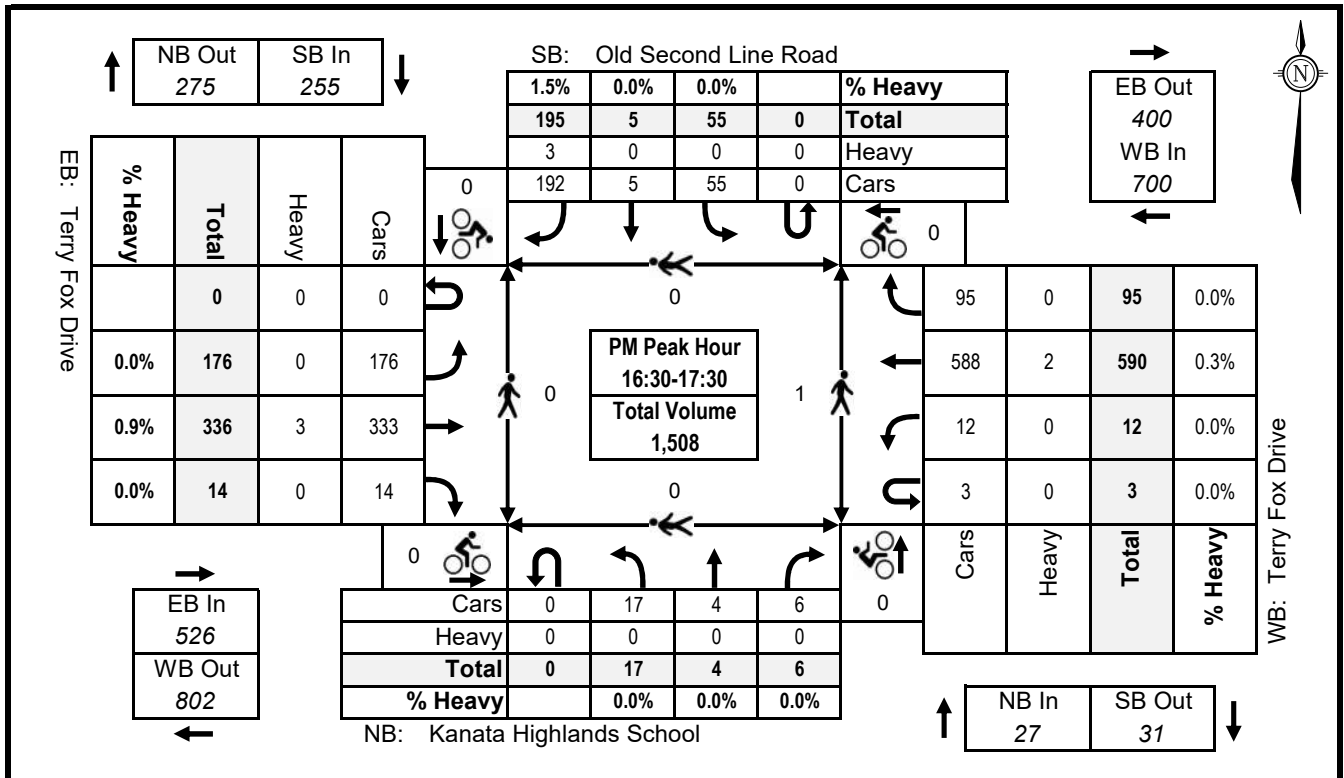 NB Out SB In
275 255
SB: Old Second Line Road
1.5% 0.0% 0.0% % Heavy
195 5 55 0 Total
3 0 0 0 Heavy
192 5 55 0 Cars
EB Out
400
WB In
700
N
EB: Terry Fox Drive
% Heavy Total Heavy Cars
0
0
0 0 0
0.0% 176 0 176
0.9% 336 3 333
0.0% 14 0 14
0
0
PM Peak Hour
16:30-17:30
Total Volume
1,508
1
0
95 0 95 0.0%
588 2 590 0.3%
12 0 12 0.0%
3 0 3 0.0%
Cars Heavy Total % Heavy
WB: Terry Fox Drive
0
0
EB In
526
WB Out
802
Cars 0 17 4 6
Heavy 0 0 0 0
Total 0 17 4 6
% Heavy 0.0% 0.0% 0.0%
NB: Kanata Highlands School
NB In SB Out
27 31